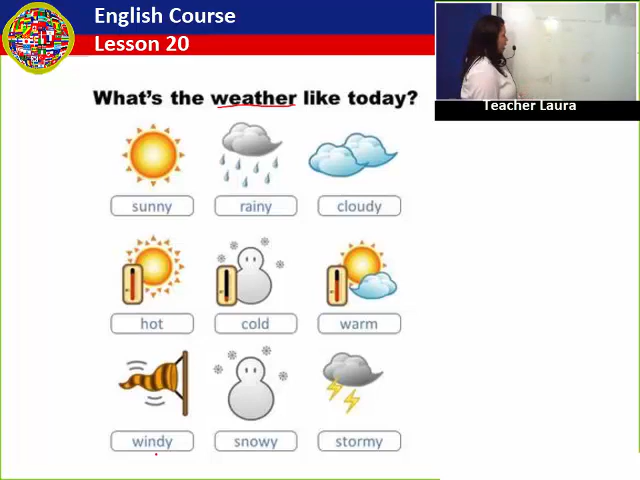 English Course
Lesson 20
Teacher Laura
What's the weather like today?
sunny
rainy
cloudy
hot
cold
warm
windy
snowy
stormy